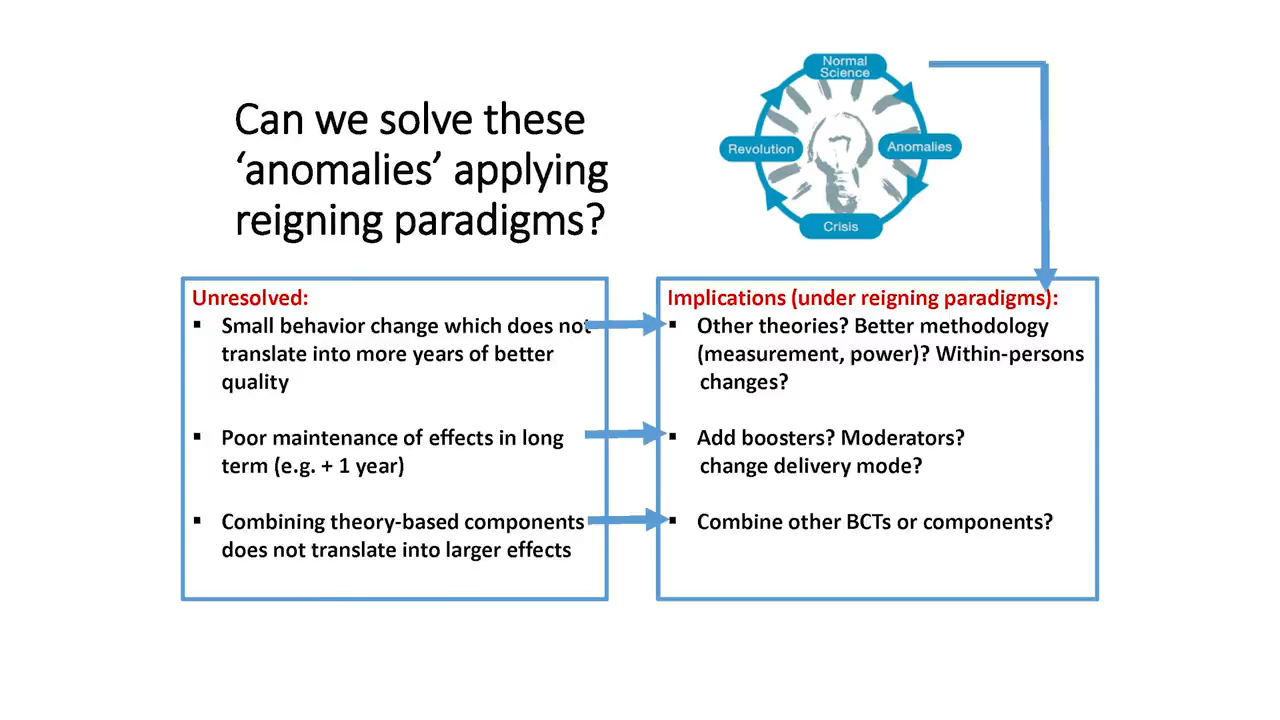 Can we solve these
‘anomalies’ applying
reigning paradigms?
Normal
Science
Revolution
Anomalies
Crisis
Unresolved:
▪ Small behavior change which does not
translate into more years of better
quality
▪ Poor maintenance of effects in long
term (e.g. + 1 year)
▪ Combining theory-based components
does not translate into larger effects
Implications (under reigning paradigms):
▪ Other theories? Better methodology
(measurement, power)? Within-persons
changes?
▪ Add boosters? Moderators?
change delivery mode?
▪ Combine other BCTs or components?